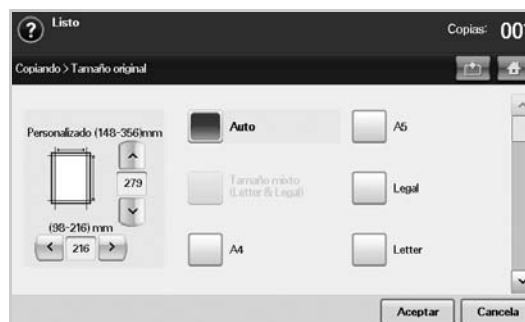 Listo
Copias: 001
Copiando > Tamaño original
Personalizado (148-356)mm
279
(98-216) mm
216
Auto
A5
Tamaño mixto
(Letter & Legal)
Legal
A4
Letter
Aceptar
Cancela